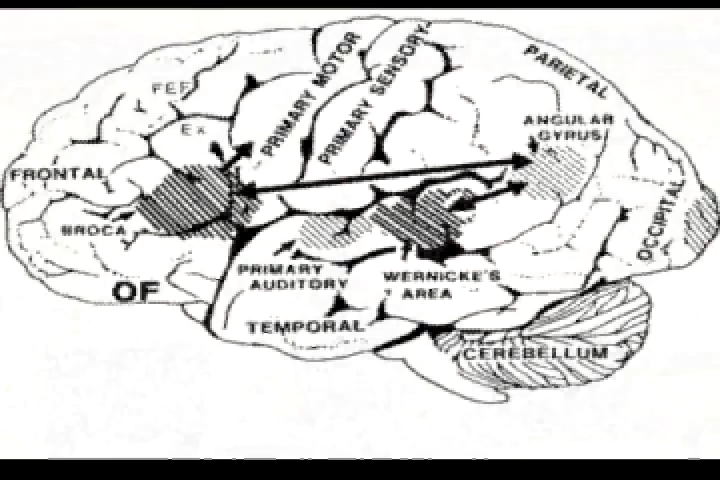 PARIETAL
PRIMARY MOTOR
PRIMARY SENSORY
FEF
Ex
ANGULAR
GYRUS
FRONTAL
BROCA
OCCIPITAL
PRIMARY
AUDITORY
WERNICKE'S
? AREA
OF
TEMPORAL
CEREBELLUM